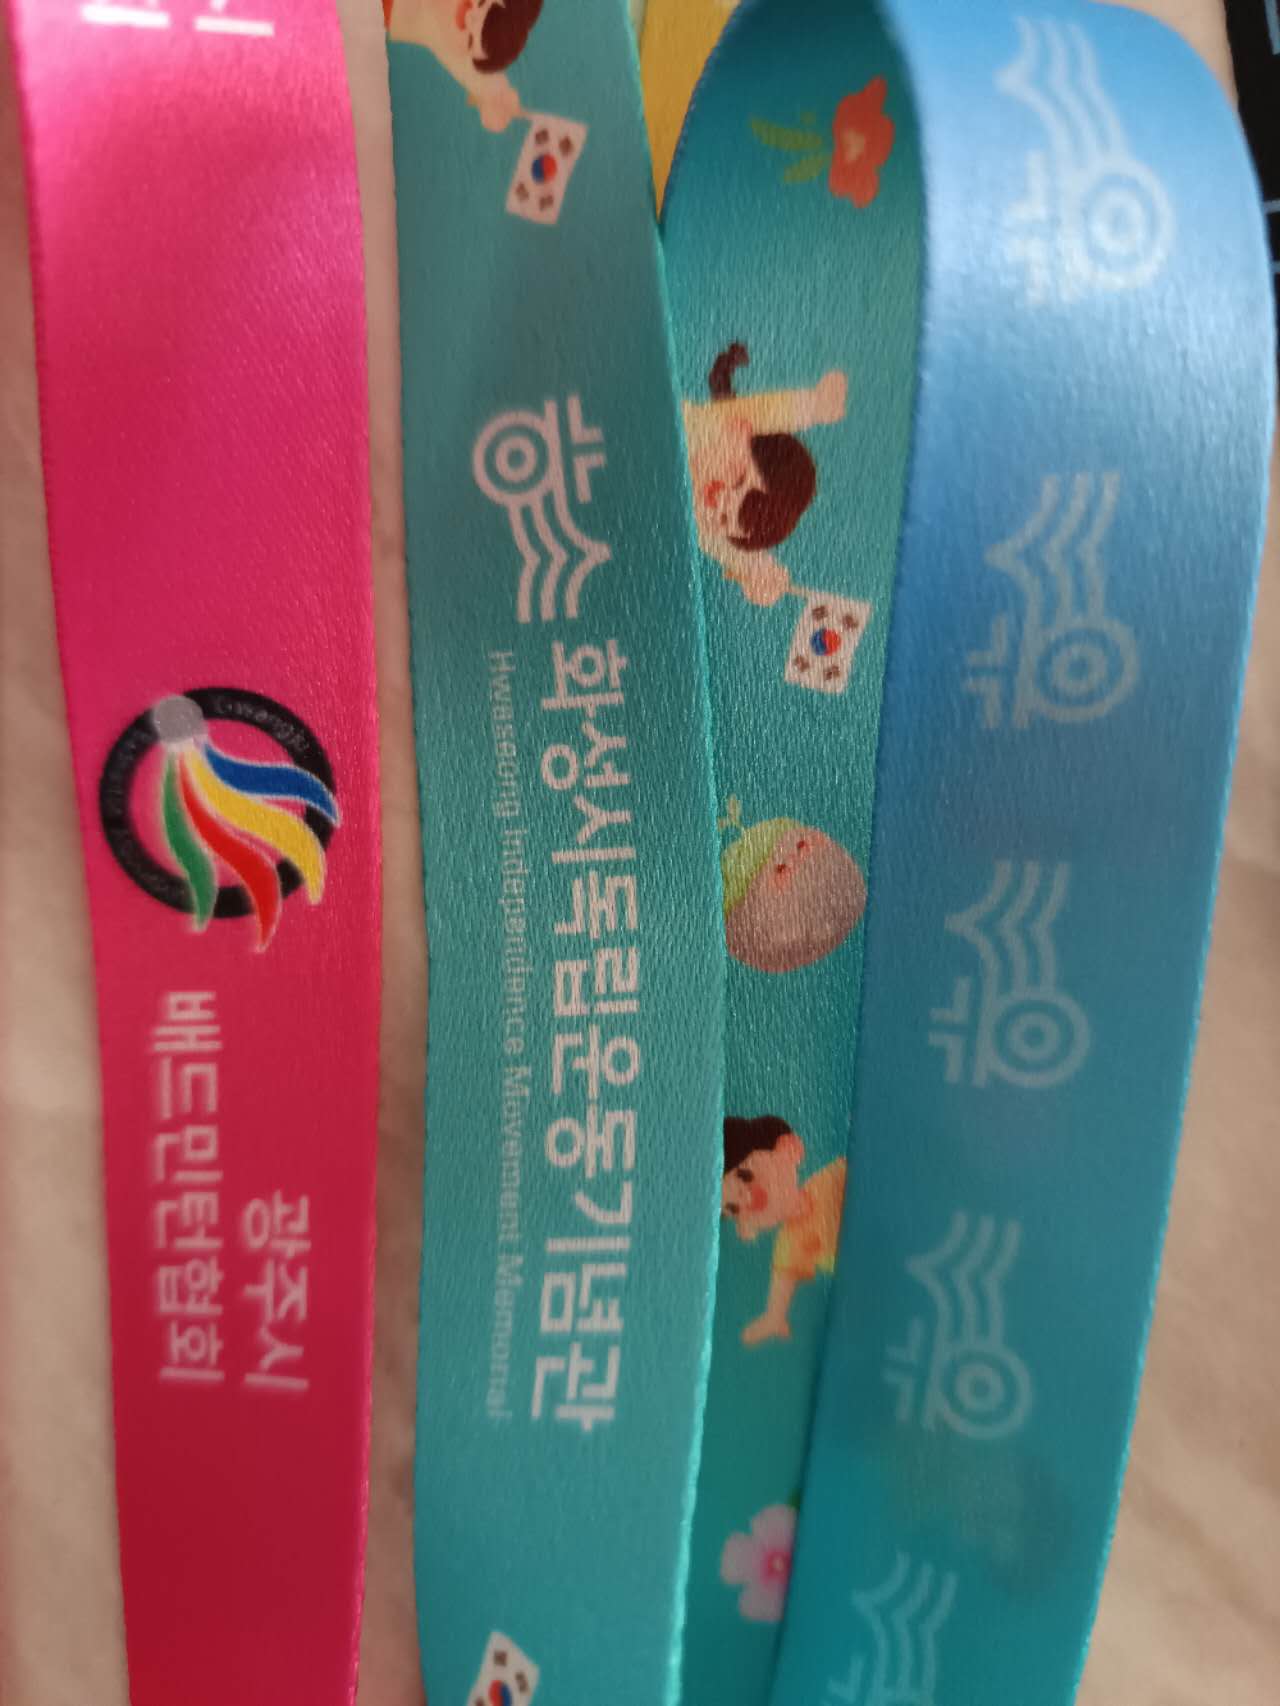 Gwangju
광주시
배드민턴협회
화성시독립운동기념관
Hwaseong Independence Movement Memorial